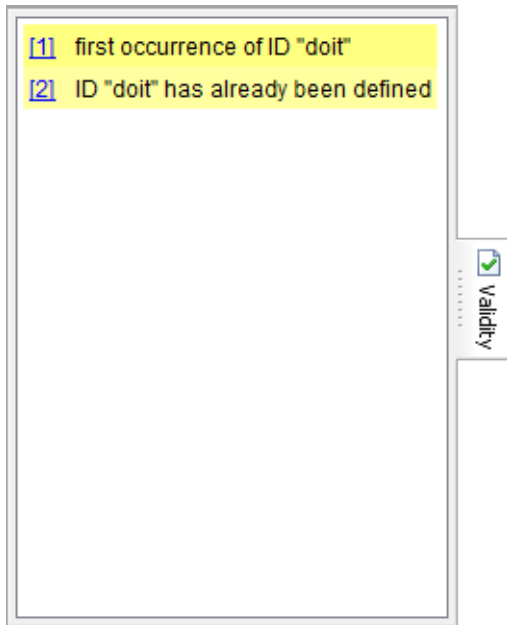 [1] first occurrence of ID "doit"
[2] ID "doit" has already been defined
Validity